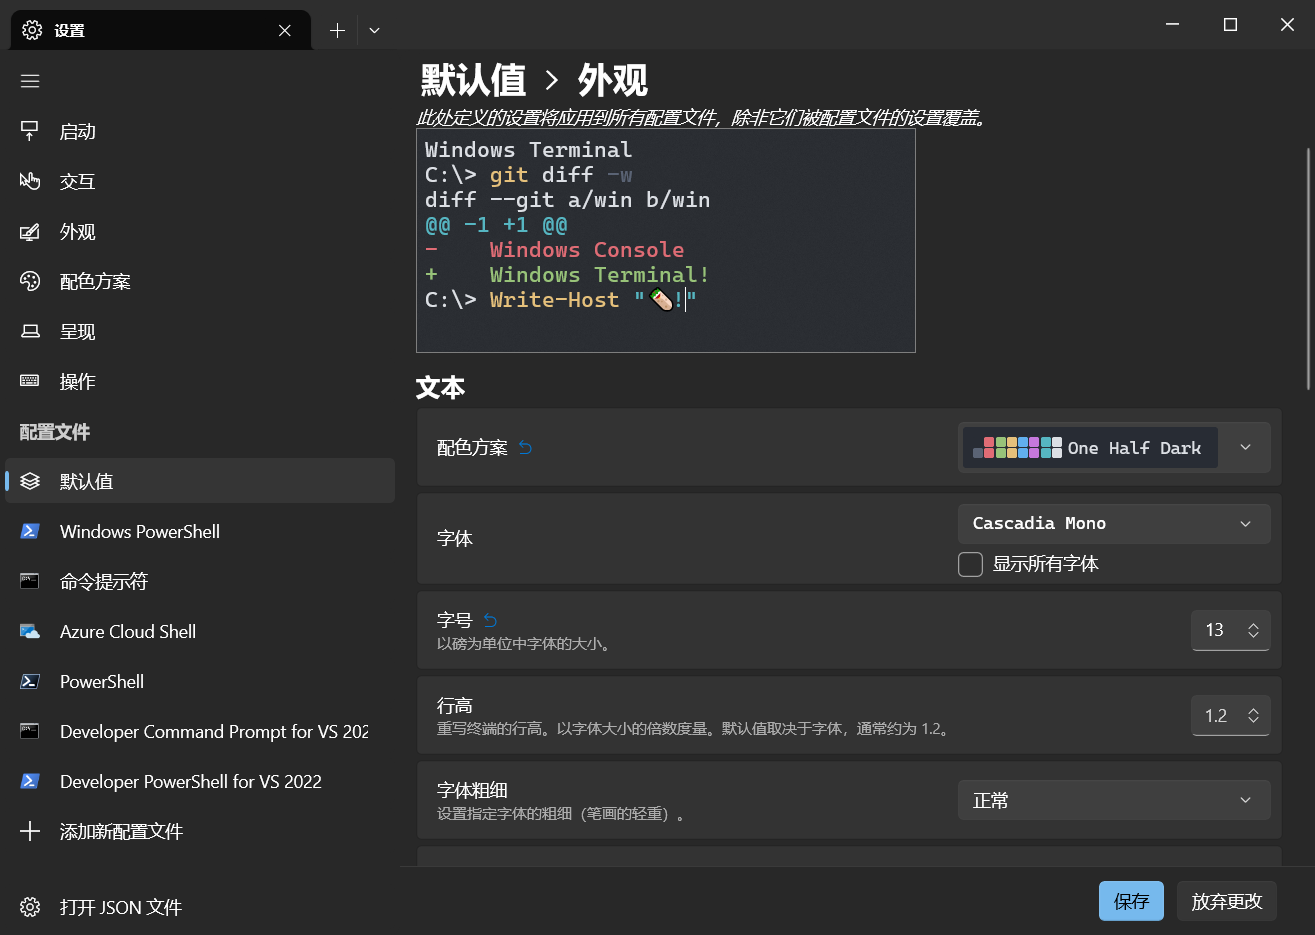 设置
启动
交互
外观
配色方案
呈现
操作
配置文件
默认值
Windows PowerShell
命令提示符
Azure Cloud Shell
PowerShell
Developer Command Prompt for VS 202
Developer PowerShell for VS 2022
添加新配置文件
打开 JSON 文件
默认值 > 外观
此处定义的设置将应用到所有配置文件，除非它们被配置文件的设置覆盖。
Windows Terminal
C:\> git diff -w
diff --git a/win b/win
@@ -1 +1 @@
-    Windows Console
+    Windows Terminal!
C:\> Write-Host "🌯!"
文本
配色方案
One Half Dark
字体
Cascadia Mono
显示所有字体
字号
以磅为单位中字体的大小。
13
行高
重写终端的行高。以字体大小的倍数度量。默认值取决于字体，通常约为 1.2。
1.2
字体粗细
设置指定字体的粗细（笔画的轻重）。
正常
保存
放弃更改